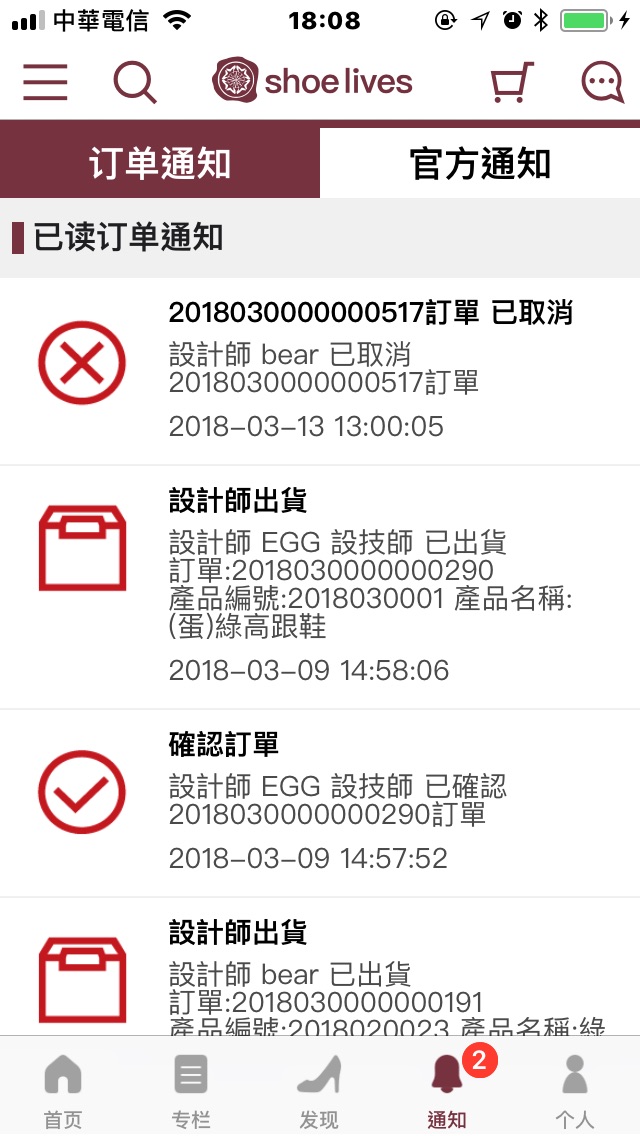 中華電信 18:08
shoe lives
订单通知 官方通知
已读订单通知
2018030000000517訂單 已取消
設計師 bear 已取消
2018030000000517訂單
2018-03-13 13:00:05
設計師出貨
設計師 EGG 設技師 已出貨
訂單:2018030000000290
產品編號:2018030001 產品名稱:
(蛋)綠高跟鞋
2018-03-09 14:58:06
確認訂單
設計師 EGG 設技師 已確認
2018030000000290訂單
2018-03-09 14:57:52
設計師出貨
設計師 bear 已出貨
訂單:2018030000000191
產品編號:2018020023 產品名稱:綠
2
首页 专栏 发现 通知 个人